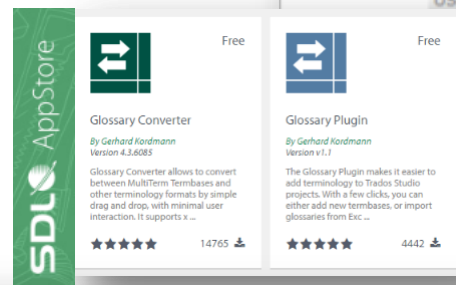 SDL AppStore
Free
Glossary Converter
By Gerhard Kordmann
Version 4.3.6085
Glossary Converter allows to convert
between MultiTerm Termbases and
other terminology formats by simple
drag and drop, with minimal user
interaction. It supports x ...
14765
Free
Glossary Plugin
By Gerhard Kordmann
Version v1.1
The Glossary Plugin makes it easier to
add terminology to Trados Studio
projects. With a few clicks, you can
either add new termbases, or import
glossaries from Exc ...
4442